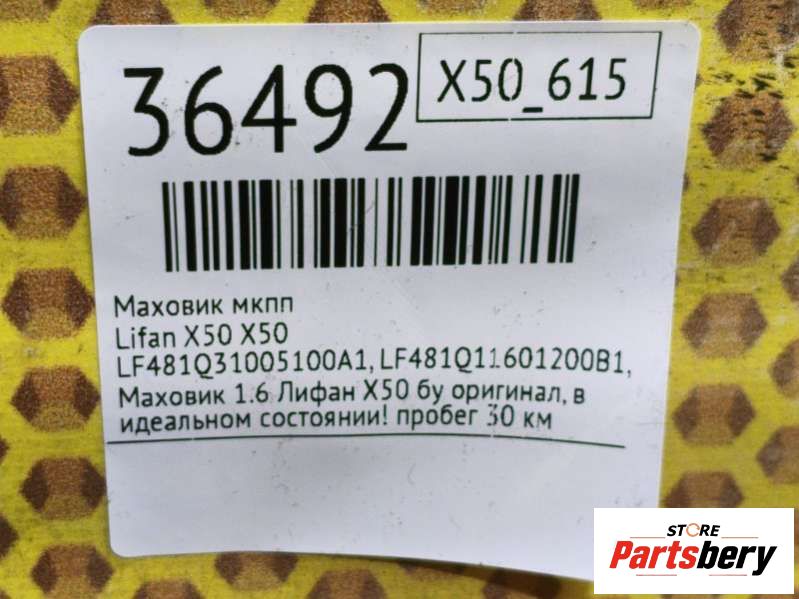 36492
X50_615
Маховик мкпп
Lifan X50 X50
LF481Q31005100A1, LF481Q11601200B1,
Маховик 1.6 Лифан X50 бу оригинал, в
идеальном состоянии! пробег 30 км
STORE
Partsbery